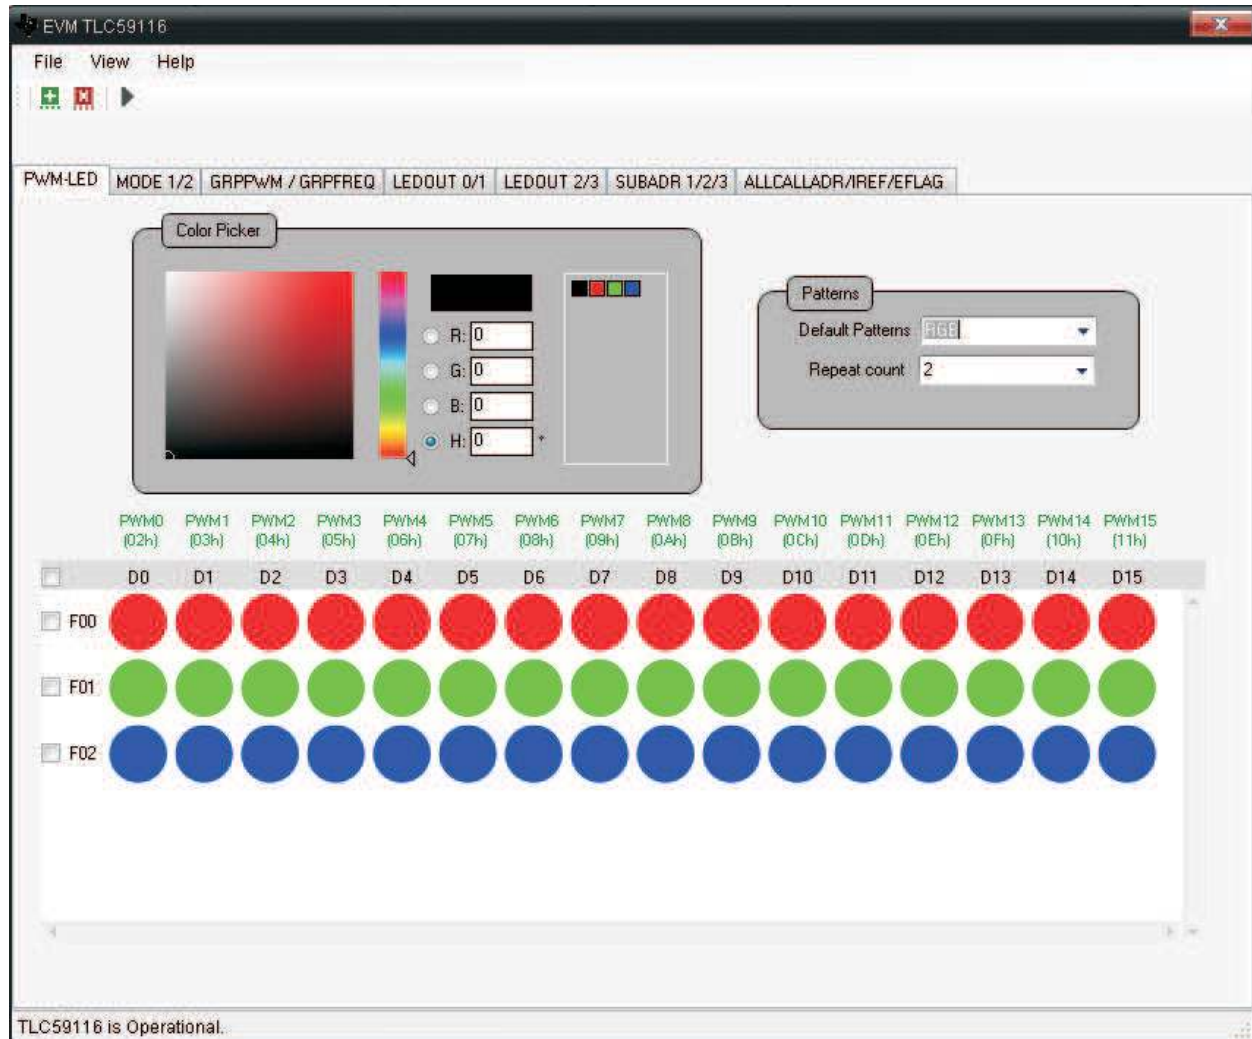 EVM TLC59116
File View Help
PWM-LED MODE 1/2 GRPPWM / GRPFREQ LEDOUT 0/1 LEDOUT 2/3 SUBADR 1/2/3 ALLCALLADR/IREF/EFLAG
Color Picker
R: 0
G: 0
B: 0
H: 0 °
Patterns
Default Patterns RGB
Repeat count 2
PWM0 PWM1 PWM2 PWM3 PWM4 PWM5 PWM6 PWM7 PWM8 PWM9 PWM10 PWM11 PWM12 PWM13 PWM14 PWM15
(02h) (03h) (04h) (05h) (06h) (07h) (08h) (09h) (0Ah) (0Bh) (0Ch) (0Dh) (0Eh) (0Fh) (10h) (11h)
D0 D1 D2 D3 D4 D5 D6 D7 D8 D9 D10 D11 D12 D13 D14 D15
F00
F01
F02
TLC59116 is Operational.